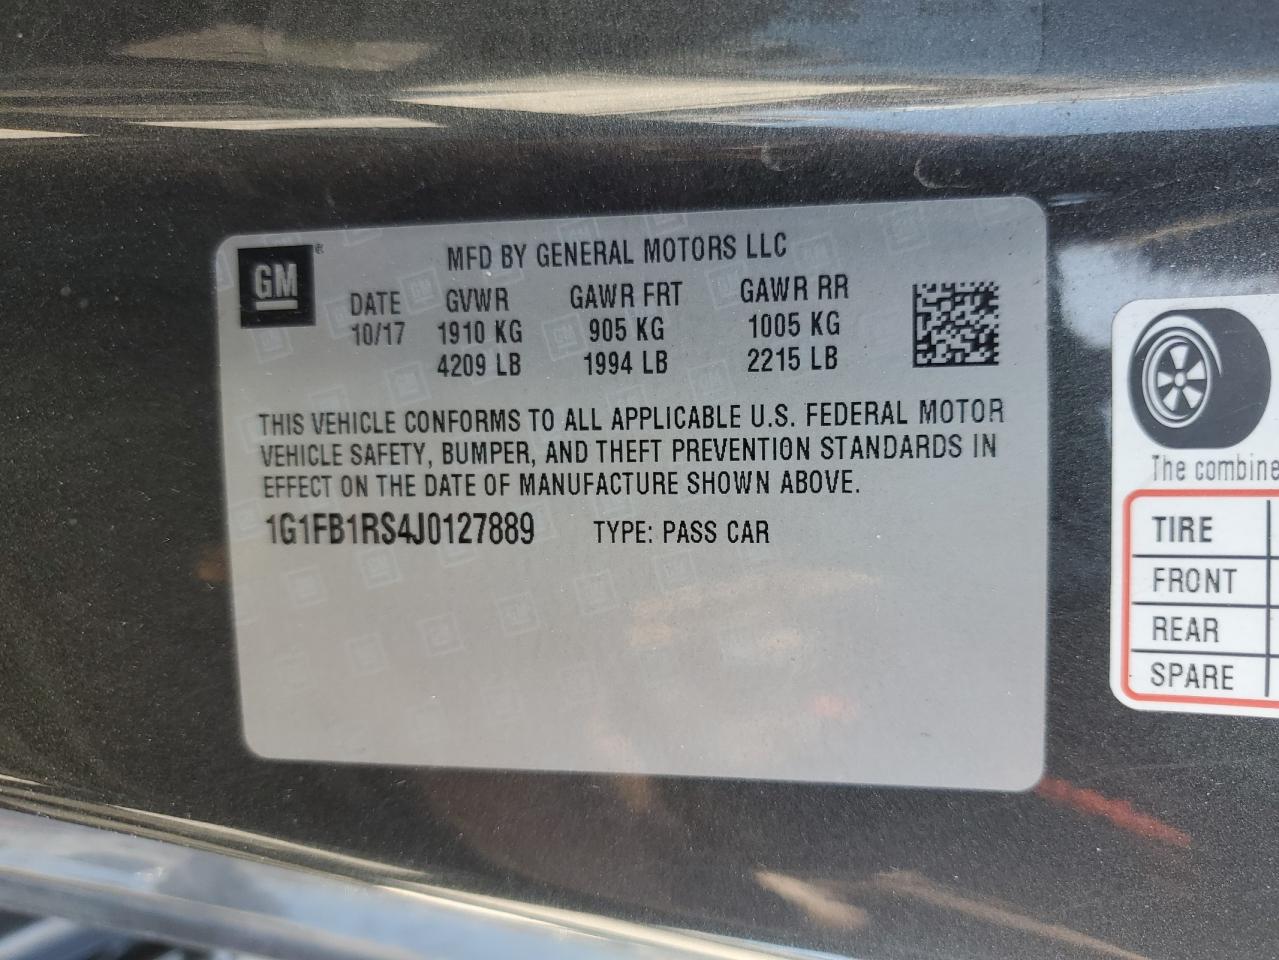 GM ®
MFD BY GENERAL MOTORS LLC
DATE GVWR GAWR FRT GAWR RR
10/17 1910 KG 905 KG 1005 KG
4209 LB 1994 LB 2215 LB
THIS VEHICLE CONFORMS TO ALL APPLICABLE U.S. FEDERAL MOTOR
VEHICLE SAFETY, BUMPER, AND THEFT PREVENTION STANDARDS IN
EFFECT ON THE DATE OF MANUFACTURE SHOWN ABOVE.
1G1FB1RS4J0127889 TYPE: PASS CAR
The combine
TIRE
FRONT
REAR
SPARE